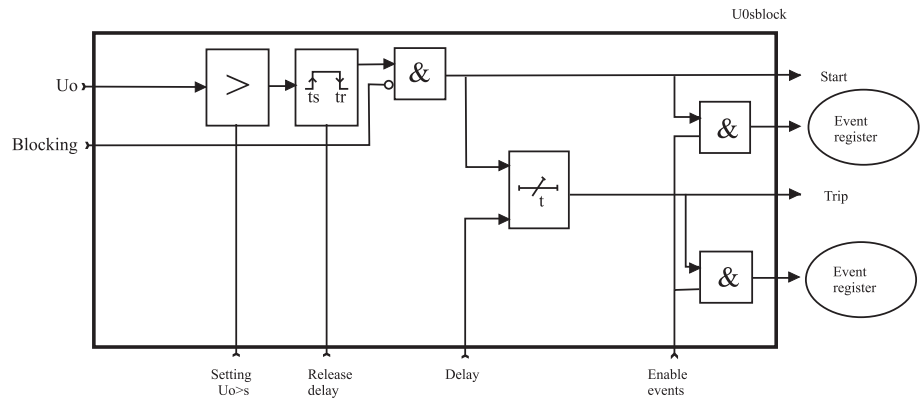 U0sblock
Uo
>
ts tr
&
Start
Event
register
&
Blocking
t
Trip
&
Event
register
Setting
Uo>s
Release
delay
Delay
Enable
events